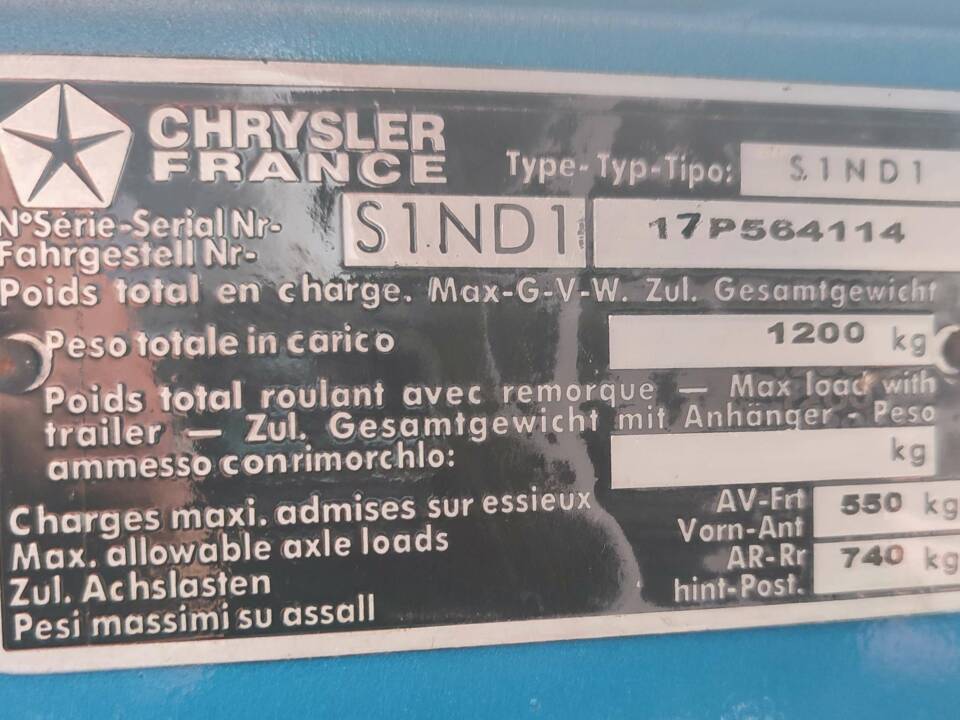 CHRYSLER
FRANCE
Type-Typ-Tipo: S.1ND1
N°Série-Serial Nr- S1.ND1 17P564114
Fahrgestell Nr-
Poids total en charge. Max-G-V-W. Zul. Gesamtgewicht
Peso totale in carico 1200 kg
Poids total roulant avec remorque — Max load with
trailer — Zul. Gesamtgewicht mit Anhänger - Peso
ammesso conrimorchlo: kg
Charges maxi. admises sur essieux AV-Frt 550 kg
Max. allowable axle loads Vorn-Ant
Zul. Achslasten AR-Rr 740 kg
Pesi massimi su assall hint-Post.